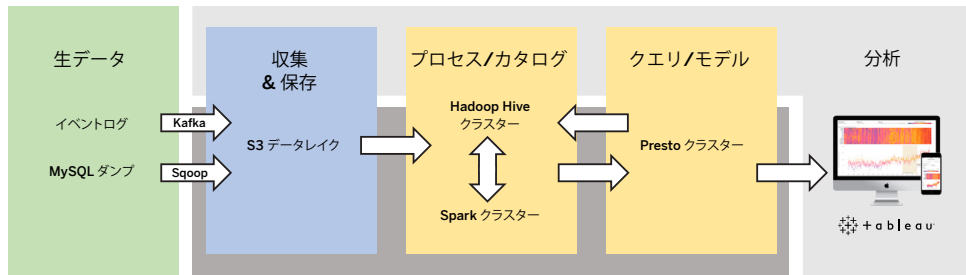 生データ
収集
& 保存
プロセス/カタログ
クエリ/モデル
分析
イベントログ
Kafka
MySQL ダンプ
Sqoop
S3 データレイク
Hadoop Hive
クラスター
Spark クラスター
Presto クラスター
+ a b l e a u